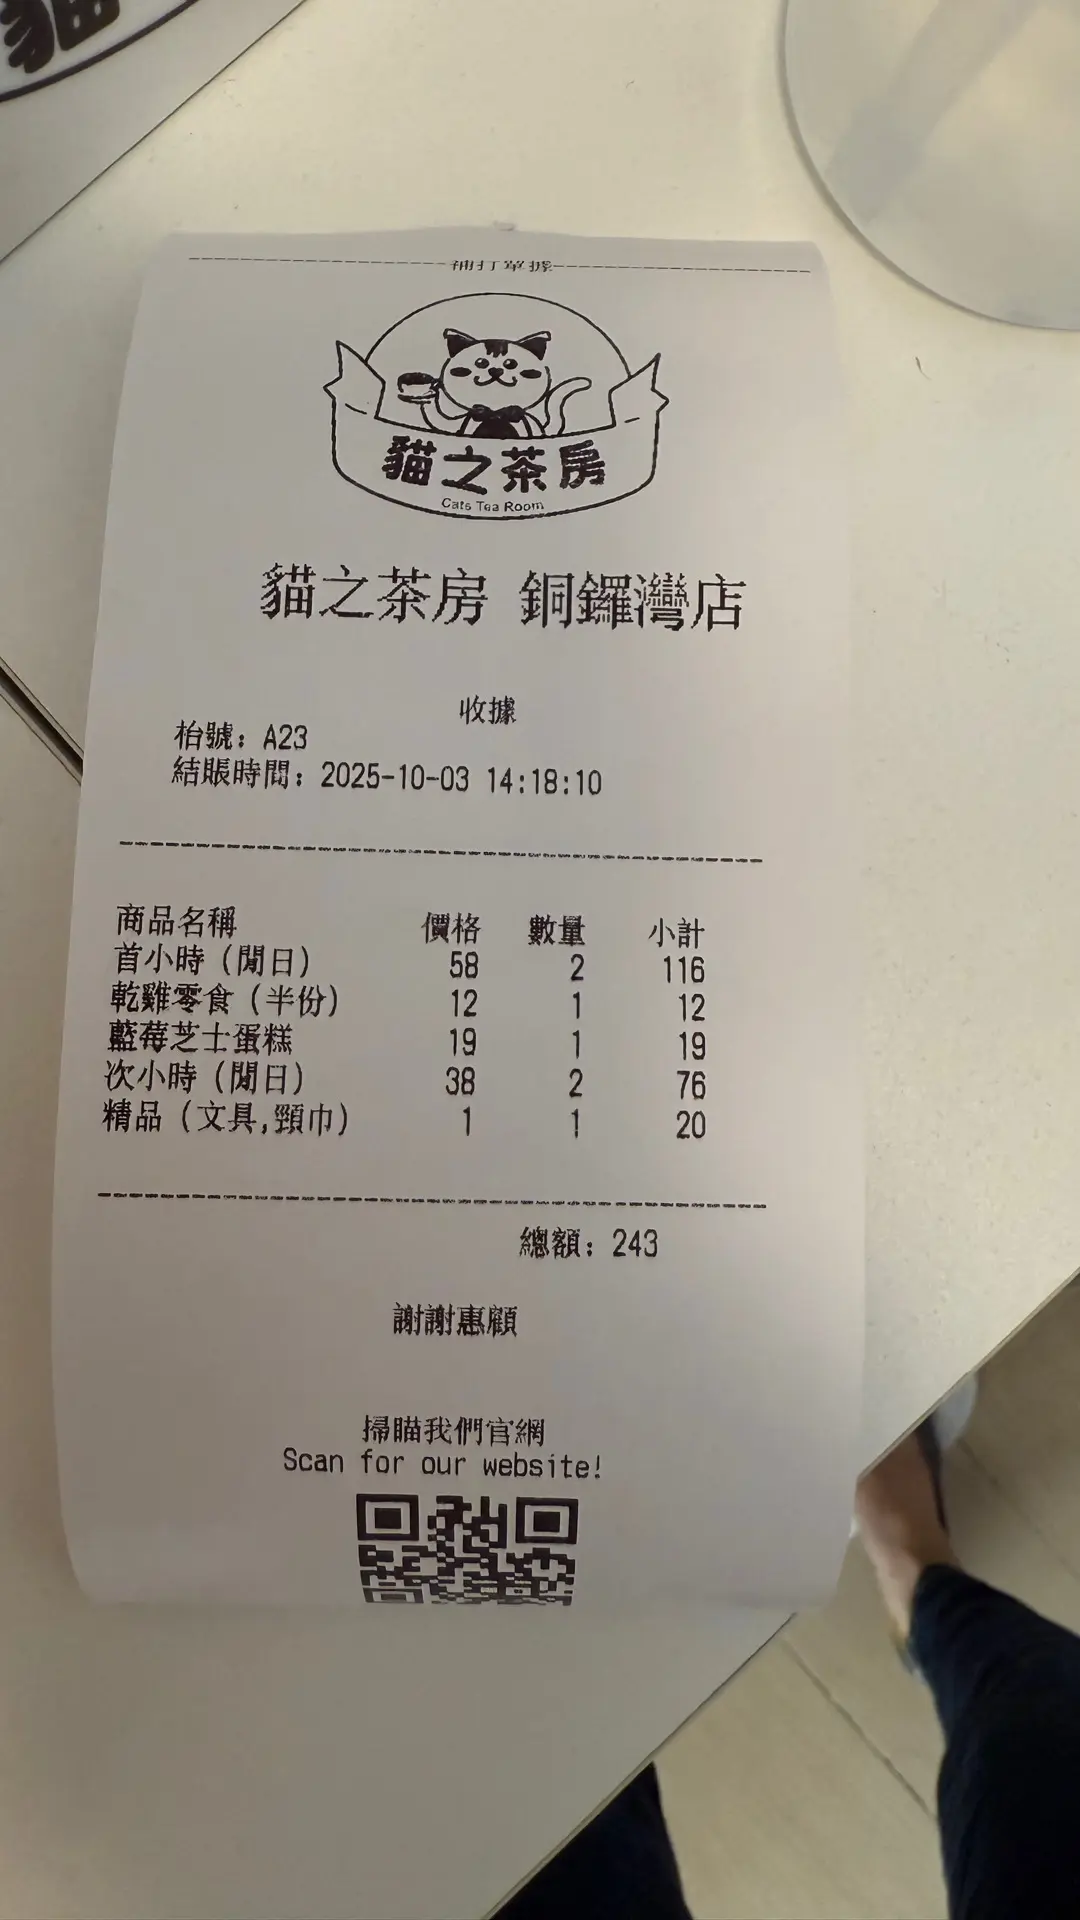 補打單據
貓之茶房
Cats Tea Room
貓之茶房 銅鑼灣店
收據
枱號：A23
結賬時間：2025-10-03 14:18:10
商品名稱 價格 數量 小計
首小時（閒日） 58 2 116
乾雞零食（半份） 12 1 12
藍莓芝士蛋糕 19 1 19
次小時（閒日） 38 2 76
精品（文具,頸巾） 1 1 20
總額：243
謝謝惠顧
掃瞄我們官網
Scan for our website!